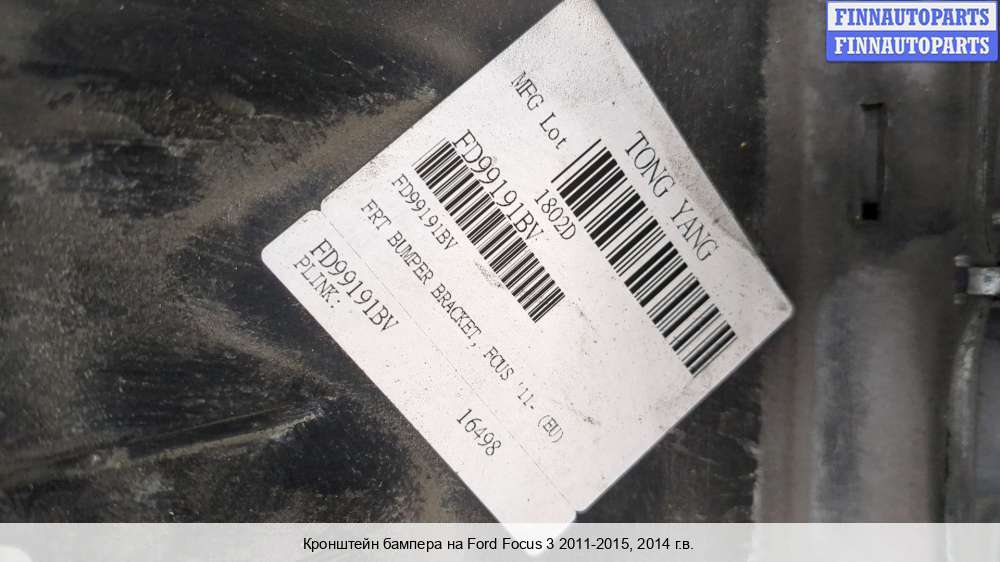 FINNAUTOPARTS
FINNAUTOPARTS
TONG YANG
MFG Lot
1802D
FD99191BV
FD99191BV
FRT BUMPER BRACKET, FCUS '11- (EU)
FD99191BV
PLINK:
16498
Кронштейн бампера на Ford Focus 3 2011-2015, 2014 г.в.